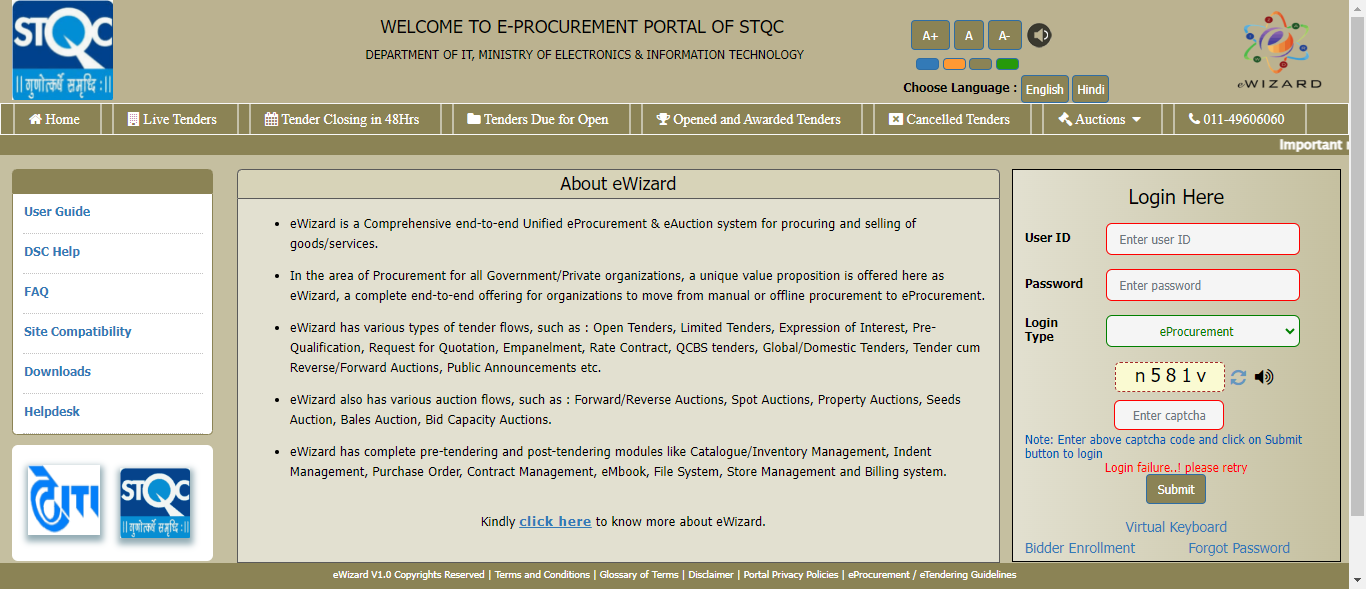 STQC
॥गुणोत्कर्षे समृद्धिः॥
WELCOME TO E-PROCUREMENT PORTAL OF STQC
DEPARTMENT OF IT, MINISTRY OF ELECTRONICS & INFORMATION TECHNOLOGY
A+ A A-
Choose Language : English Hindi
eWIZARD
Home Live Tenders Tender Closing in 48Hrs Tenders Due for Open Opened and Awarded Tenders Cancelled Tenders Auctions 011-49606060
Important
User Guide
DSC Help
FAQ
Site Compatibility
Downloads
Helpdesk
ITI
STQC
॥गुणोत्कर्षे समृद्धिः॥
About eWizard
• eWizard is a Comprehensive end-to-end Unified eProcurement & eAuction system for procuring and selling of
goods/services.
• In the area of Procurement for all Government/Private organizations, a unique value proposition is offered here as
eWizard, a complete end-to-end offering for organizations to move from manual or offline procurement to eProcurement.
• eWizard has various types of tender flows, such as : Open Tenders, Limited Tenders, Expression of Interest, Pre-
Qualification, Request for Quotation, Empanelment, Rate Contract, QCBS tenders, Global/Domestic Tenders, Tender cum
Reverse/Forward Auctions, Public Announcements etc.
• eWizard also has various auction flows, such as : Forward/Reverse Auctions, Spot Auctions, Property Auctions, Seeds
Auction, Bales Auction, Bid Capacity Auctions.
• eWizard has complete pre-tendering and post-tendering modules like Catalogue/Inventory Management, Indent
Management, Purchase Order, Contract Management, eMbook, File System, Store Management and Billing system.
Kindly click here to know more about eWizard.
Login Here
User ID Enter user ID
Password Enter password
Login
Type
eProcurement
n 5 8 1 v
Enter captcha
Note: Enter above captcha code and click on Submit
button to login
Login failure..! please retry
Submit
Virtual Keyboard
Bidder Enrollment Forgot Password
eWizard V1.0 Copyrights Reserved | Terms and Conditions | Glossary of Terms | Disclaimer | Portal Privacy Policies | eProcurement / eTendering Guidelines